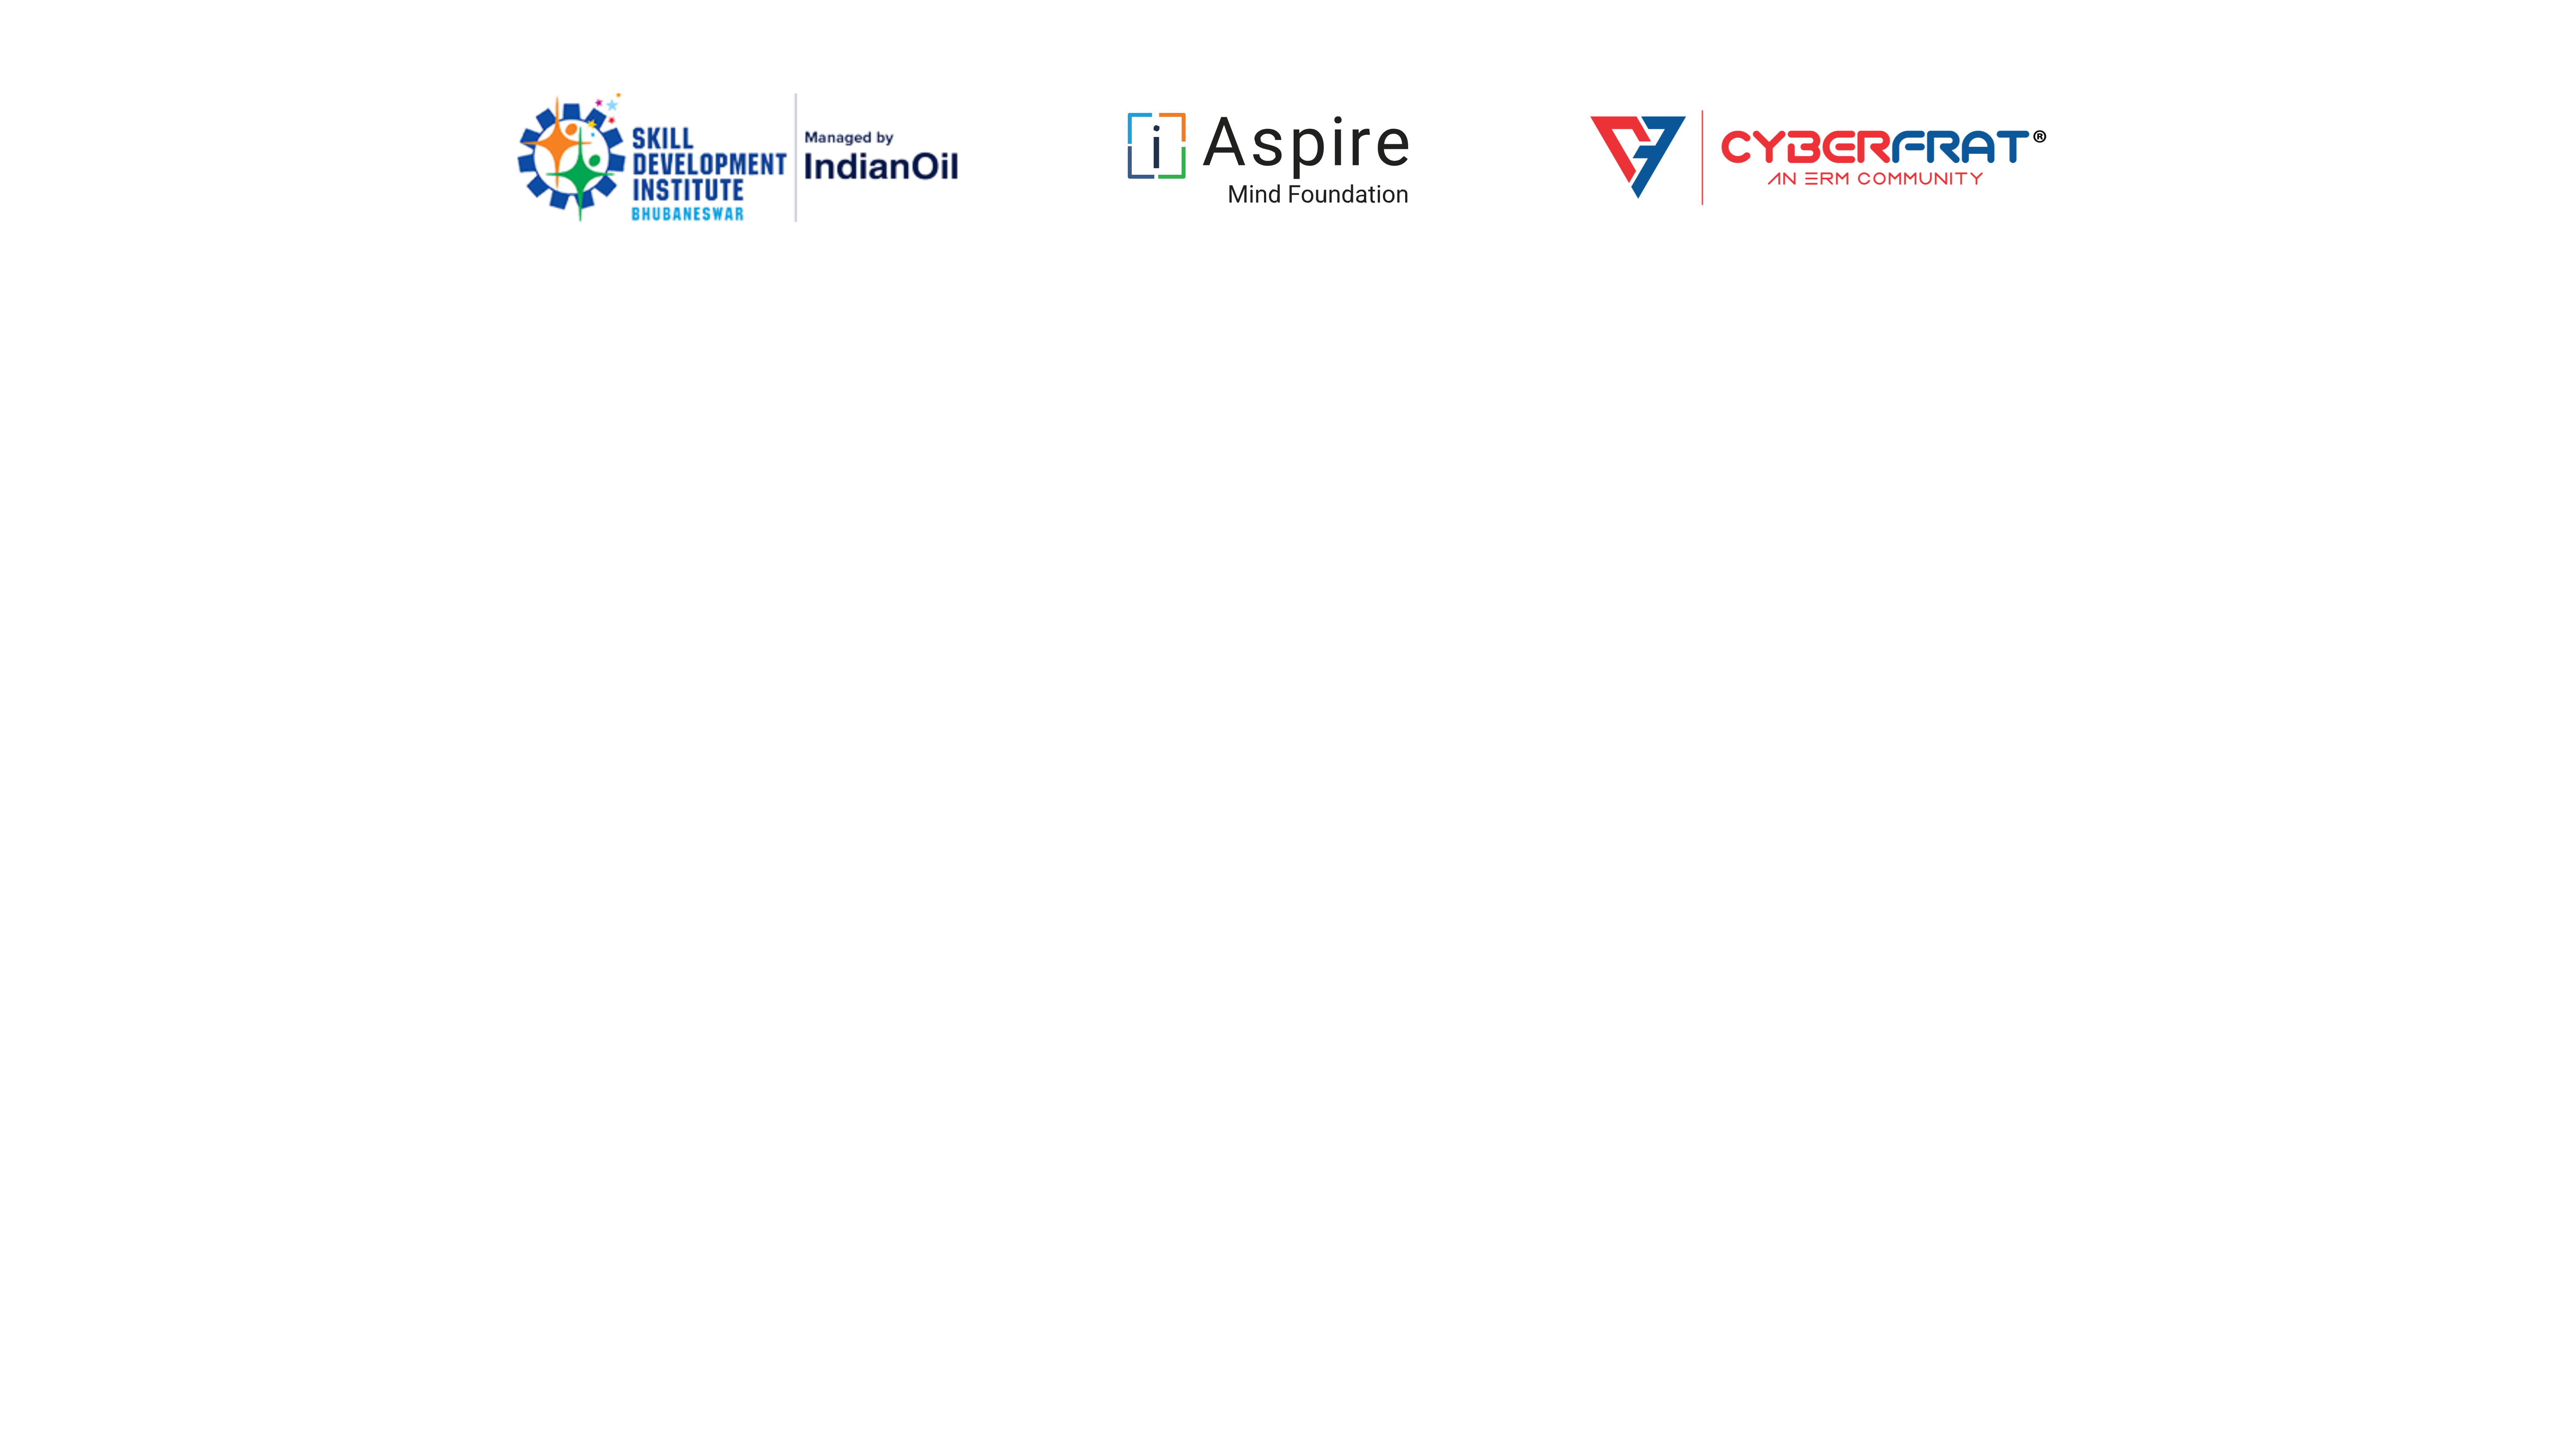 SKILL
DEVELOPMENT
INSTITUTE
BHUBANESWAR
Managed by
IndianOil
i Aspire
Mind Foundation
CYBERFRAT®
AN ERM COMMUNITY